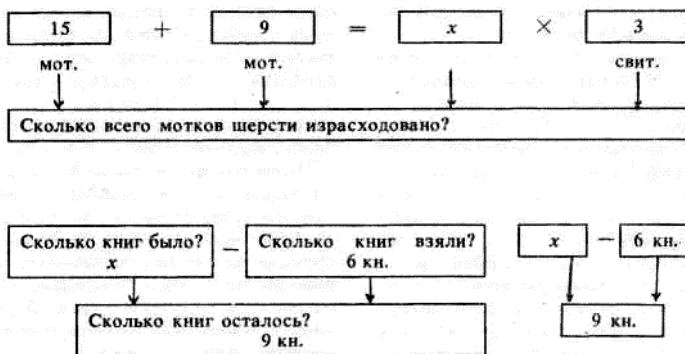 15 + 9 = x × 3
мот. мот. свит.
Сколько всего мотков шерсти израсходовано?
Сколько книг было? – Сколько книг взяли? x – 6 кн.
x 6 кн.
Сколько книг осталось? 9 кн.
9 кн.